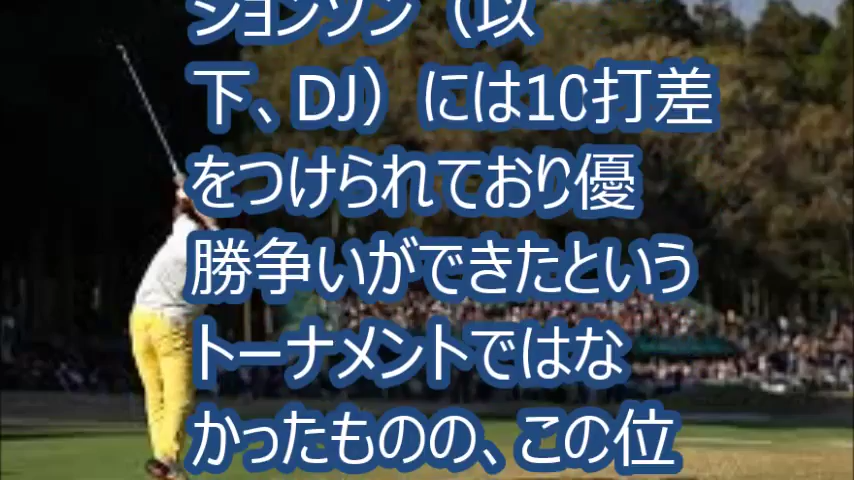 ションソン（以
下、DJ）には10打差
をつけられており優
勝争いができたという
トーナメントではな
かったものの、この位